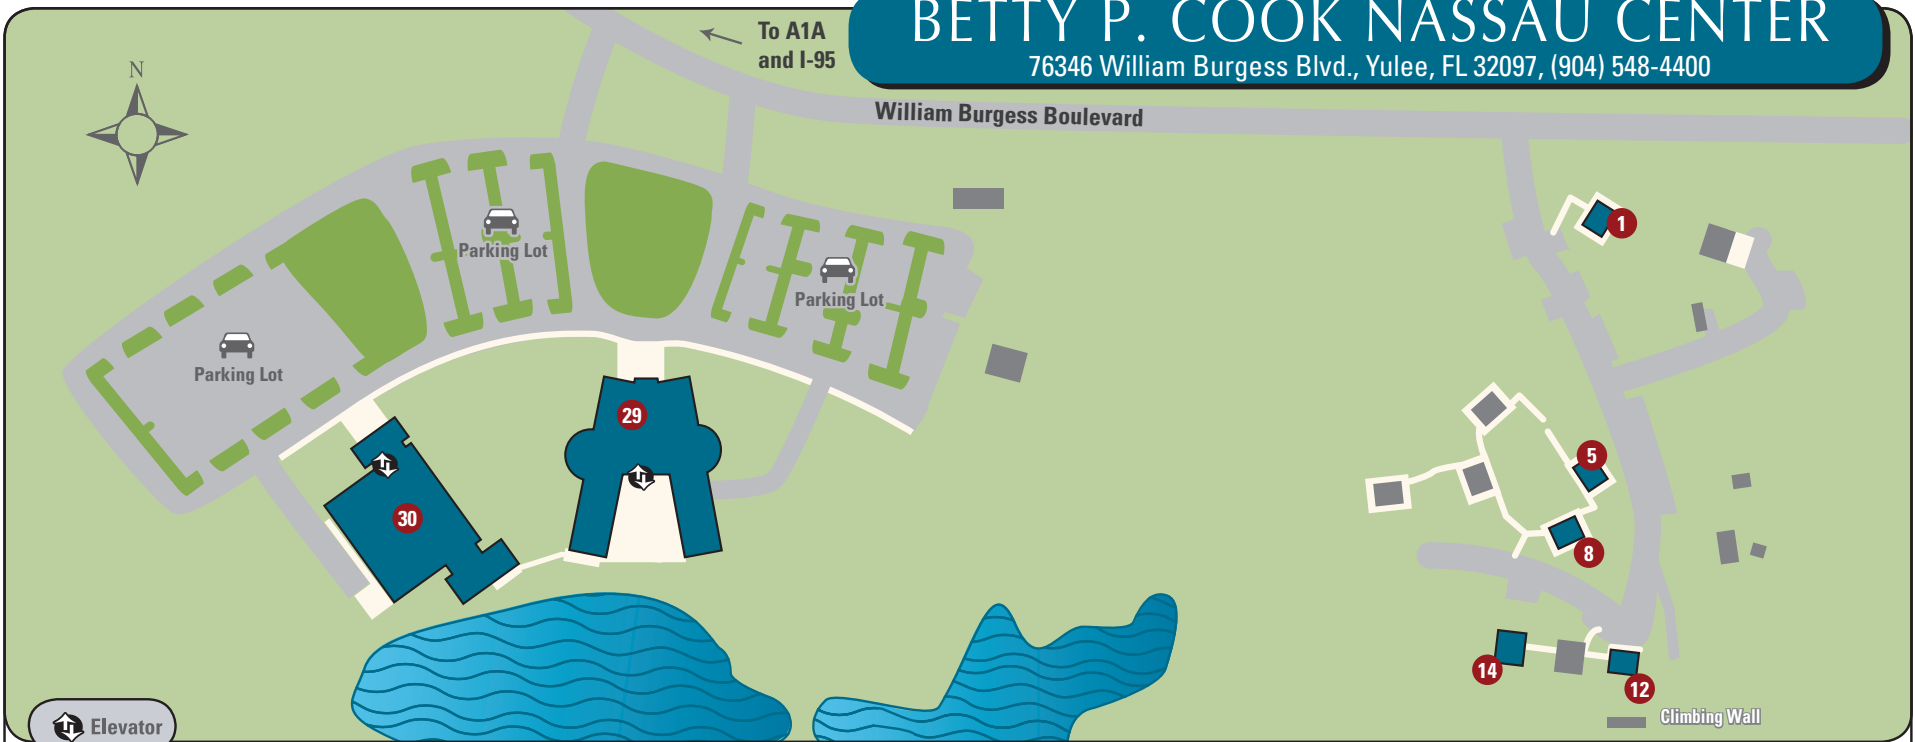 BETTY P. COOK NASSAU CENTER
76346 William Burgess Blvd., Yulee, FL 32097, (904) 548-4400
To A1A
and I-95
N
William Burgess Boulevard
1
Parking Lot
Parking Lot
Parking Lot
29
5
30
8
14
12
Climbing Wall
Elevator